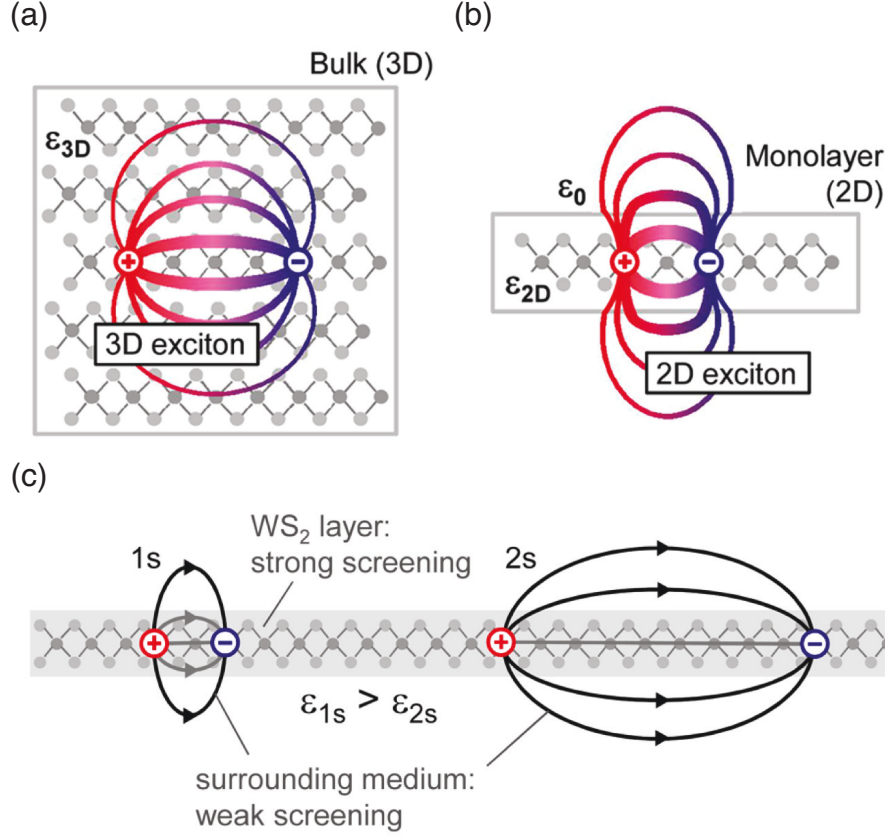 (a)
Bulk (3D)
ε3D
+
−
3D exciton
(b)
Monolayer
(2D)
ε0
+
−
ε2D
2D exciton
(c)
WS2 layer:
strong screening
1s
2s
+
−
+
−
ε1s > ε2s
surrounding medium:
weak screening